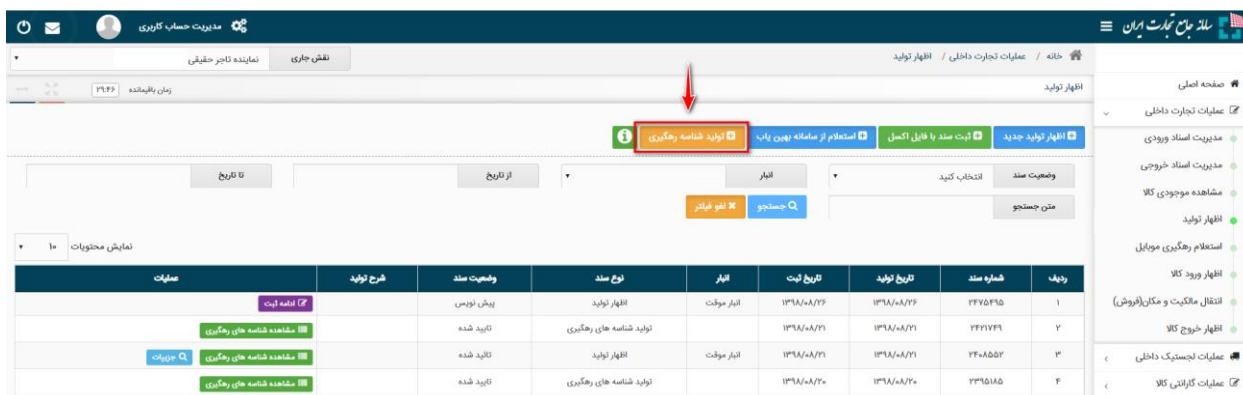 سامانه جامع تجارت ایران
مدیریت حساب کاربری
خانه / عملیات تجارت داخلی / اظهار تولید
نقش جاری
نماینده تاجر حقیقی
اظهار تولید
زمان باقیمانده ۲۹:۴۶
صفحه اصلی
عملیات تجارت داخلی
مدیریت اسناد ورودی
مدیریت اسناد خروجی
مشاهده موجودی کالا
اظهار تولید
استعلام رهگیری موبایل
اظهار ورود کالا
انتقال مالکیت و مکان(فروش)
اظهار خروج کالا
عملیات لجستیک داخلی
عملیات گارانتی کالا
اظهار تولید جدید
ثبت سند با فایل اکسل
استعلام از سامانه بهین یاب
تولید شناسه رهگیری
وضعیت سند انتخاب کنید انبار از تاریخ تا تاریخ
متن جستجو جستجو لغو فیلتر
نمایش محتویات ۱۰
ردیف شماره سند تاریخ تولید تاریخ ثبت انبار نوع سند وضعیت سند شرح تولید عملیات
۱ ۲۴۷۵۴۹۵ ۱۳۹۸/۰۸/۲۶ ۱۳۹۸/۰۸/۲۶ انبار موقت اظهار تولید پیش نویس ادامه ثبت
۲ ۲۴۲۱۷۴۹ ۱۳۹۸/۰۸/۲۱ ۱۳۹۸/۰۸/۲۱ تولید شناسه های رهگیری تایید شده مشاهده شناسه های رهگیری
۳ ۲۴۰۸۵۵۲ ۱۳۹۸/۰۸/۲۱ ۱۳۹۸/۰۸/۲۱ انبار موقت اظهار تولید تائید شده مشاهده شناسه های رهگیری جزییات
۴ ۲۳۹۵۱۸۵ ۱۳۹۸/۰۸/۲۰ ۱۳۹۸/۰۸/۲۰ تولید شناسه های رهگیری تایید شده مشاهده شناسه های رهگیری